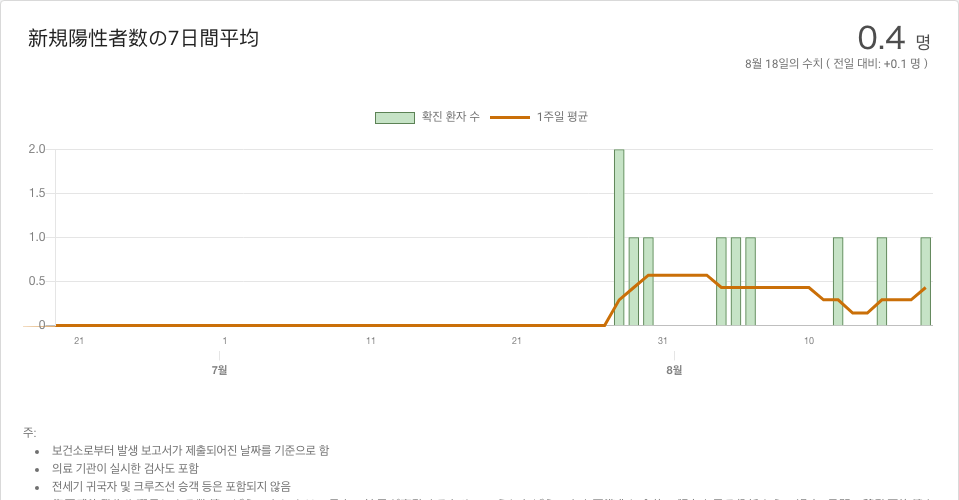 新規陽性者数の7日間平均
0.4 명
8월 18일의 수치 ( 전일 대비: +0.1 명 )
확진 환자 수 1주일 평균
2.0
1.5
1.0
0.5
0
21 1 11 21 31 10
7월 8월
주:
• 보건소로부터 발생 보고서가 제출되어진 날짜를 기준으로 함
• 의료 기관이 실시한 검사도 포함
• 전세기 귀국자 및 크루즈선 승객 등은 포함되지 않음